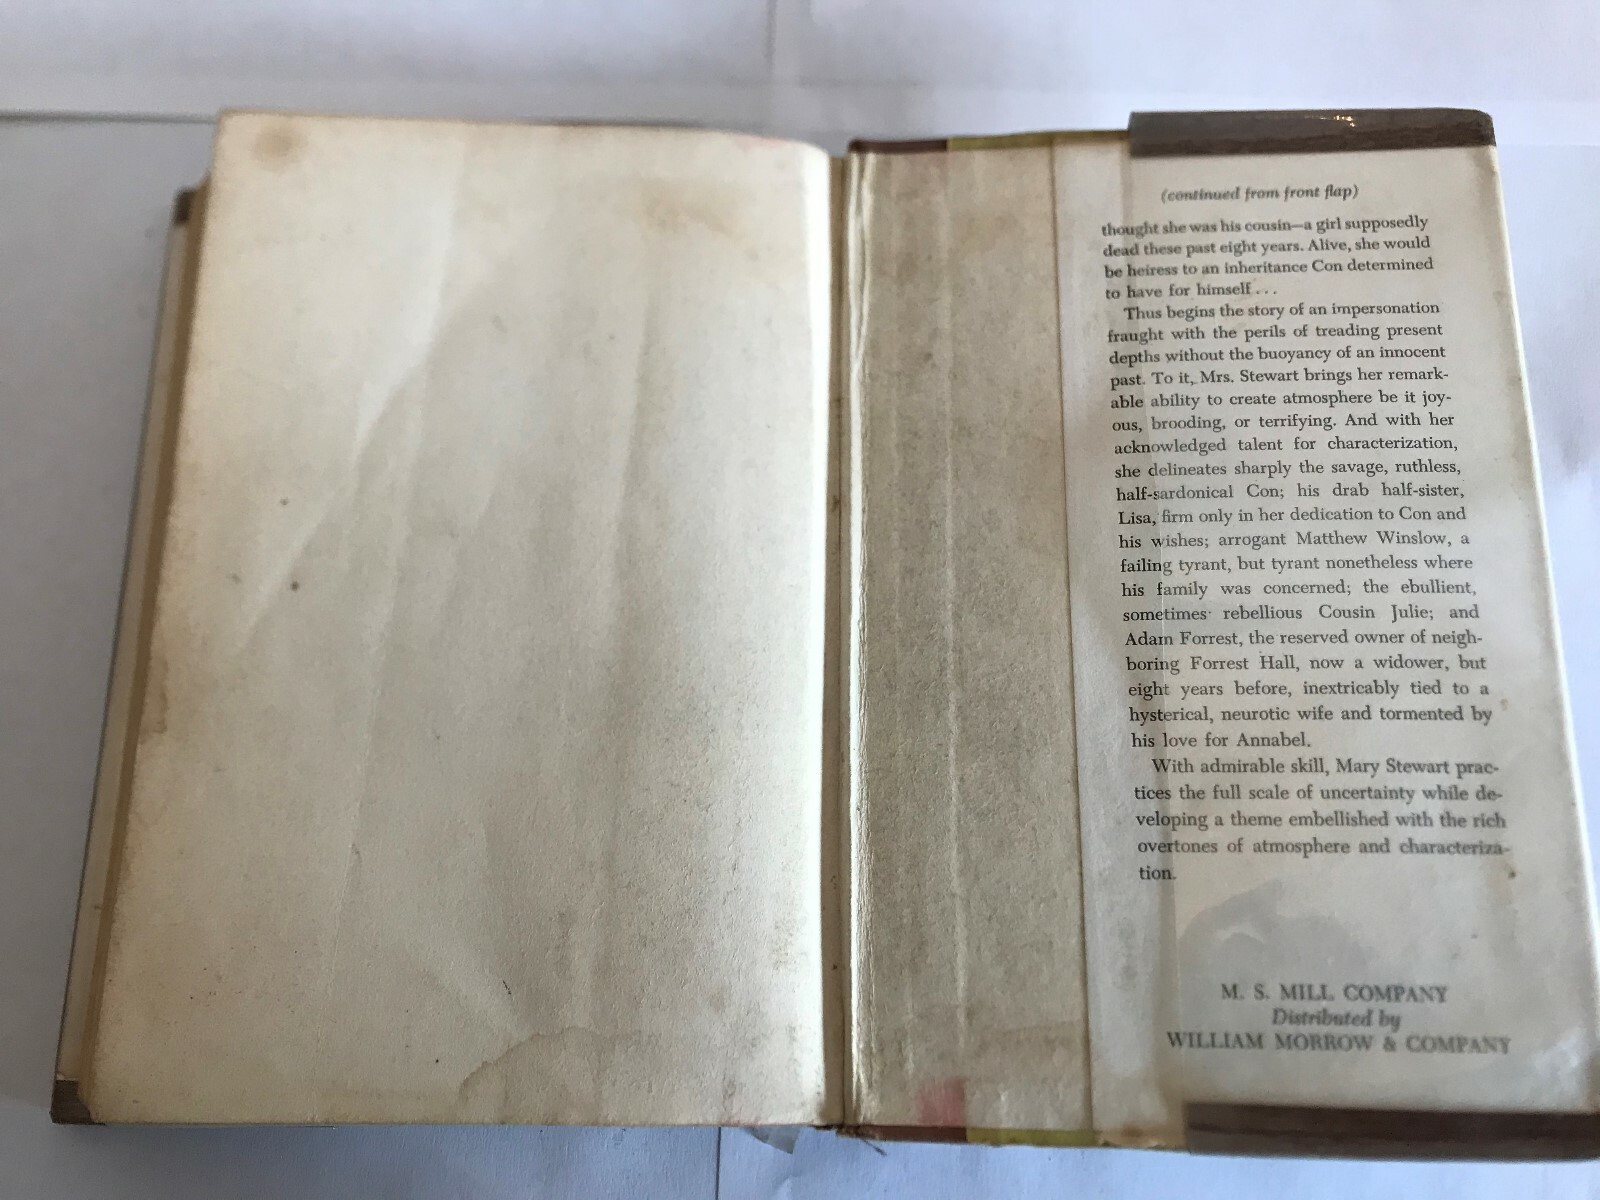 (continued from front flap)
thought she was his cousin—a girl supposedly
dead these past eight years. Alive, she would
be heiress to an inheritance Con determined
to have for himself . . .
Thus begins the story of an impersonation
fraught with the perils of treading present
depths without the buoyancy of an innocent
past. To it, Mrs. Stewart brings her remark-
able ability to create atmosphere be it joy-
ous, brooding, or terrifying. And with her
acknowledged talent for characterization,
she delineates sharply the savage, ruthless,
half-sardonical Con; his drab half-sister,
Lisa, firm only in her dedication to Con and
his wishes; arrogant Matthew Winslow, a
failing tyrant, but tyrant nonetheless where
his family was concerned; the ebullient,
sometimes rebellious Cousin Julie; and
Adam Forrest, the reserved owner of neigh-
boring Forrest Hall, now a widower, but
eight years before, inextricably tied to a
hysterical, neurotic wife and tormented by
his love for Annabel.
With admirable skill, Mary Stewart prac-
tices the full scale of uncertainty while de-
veloping a theme embellished with the rich
overtones of atmosphere and characteriza-
tion.
M. S. MILL COMPANY
Distributed by
WILLIAM MORROW & COMPANY